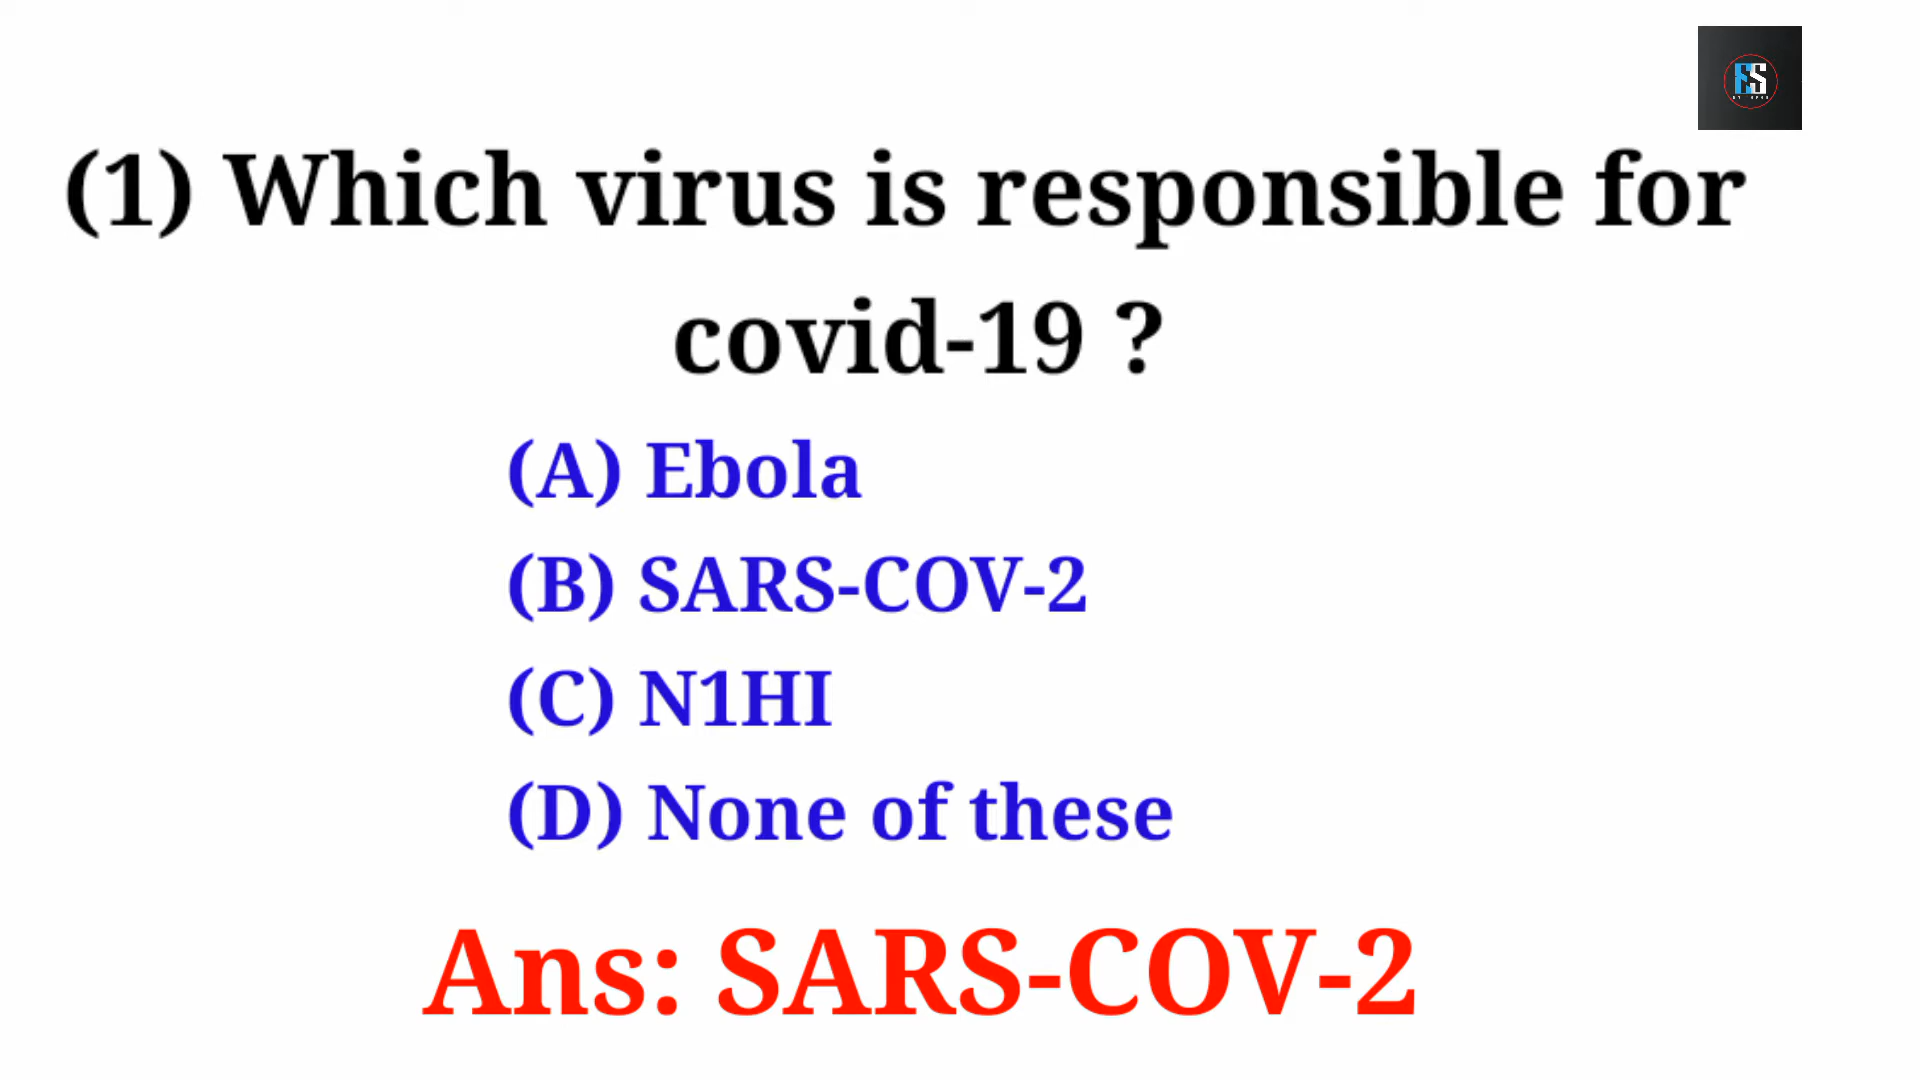 ES
(1) Which virus is responsible for
covid-19 ?
(A) Ebola
(B) SARS-COV-2
(C) N1HI
(D) None of these
Ans: SARS-COV-2